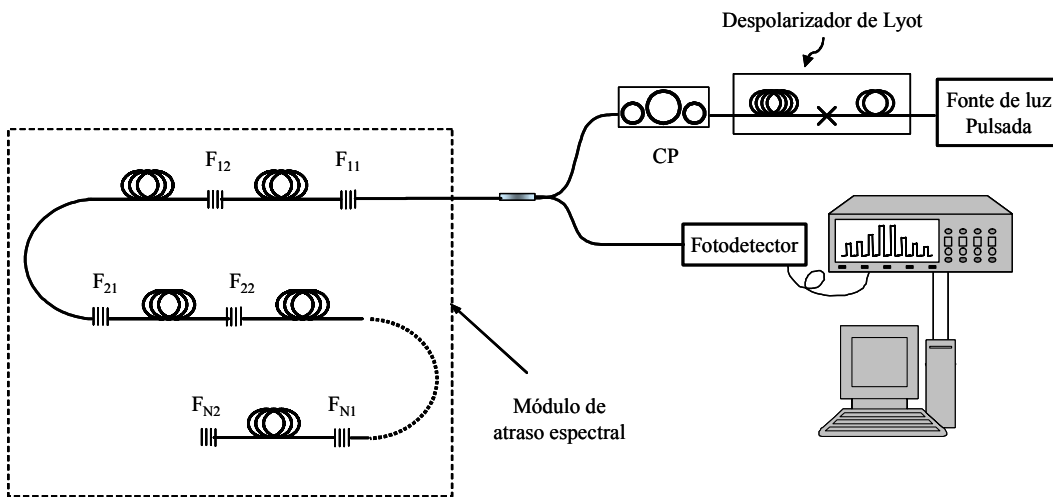 Despolarizador de Lyot
Fonte de luz
Pulsada
CP
F12
F11
Fotodetector
F21
F22
FN2
FN1
Módulo de
atraso espectral